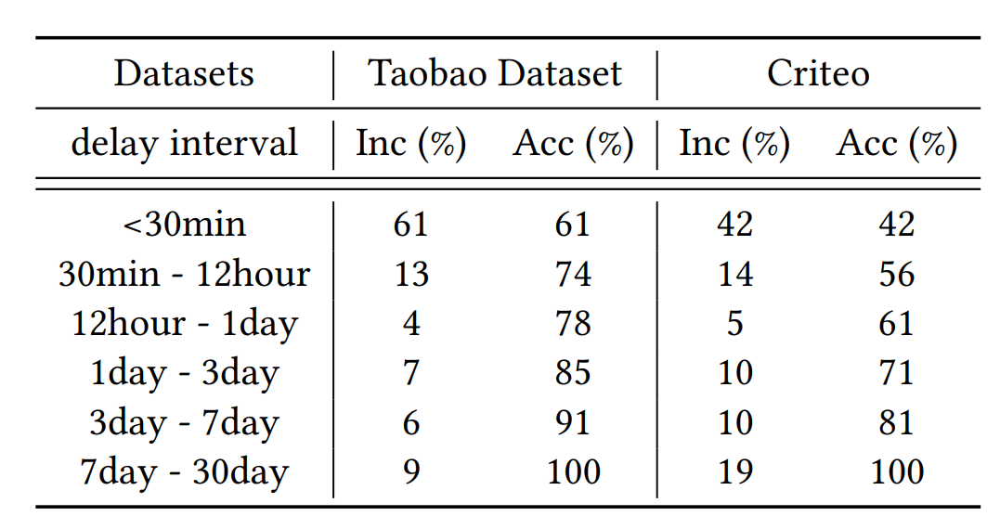 Datasets Taobao Dataset Criteo
delay interval Inc (%) Acc (%) Inc (%) Acc (%)
<30min 61 61 42 42
30min - 12hour 13 74 14 56
12hour - 1day 4 78 5 61
1day - 3day 7 85 10 71
3day - 7day 6 91 10 81
7day - 30day 9 100 19 100